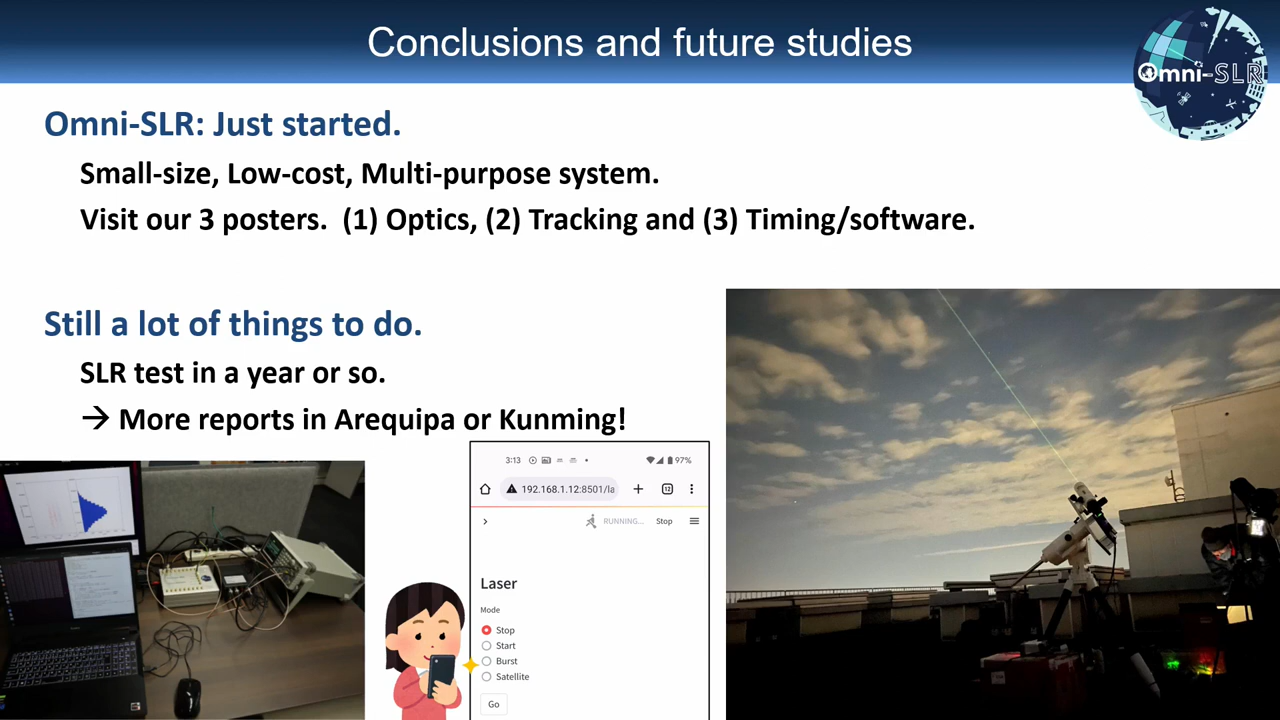 Conclusions and future studies
Omni-SLR
Omni-SLR: Just started.
Small-size, Low-cost, Multi-purpose system.
Visit our 3 posters. (1) Optics, (2) Tracking and (3) Timing/software.
Still a lot of things to do.
SLR test in a year or so.
→ More reports in Arequipa or Kunming!
3:13
97%
192.168.1.12:8501/la
12
RUNNING...
Stop
Laser
Mode
Stop
Start
Burst
Satellite
Go